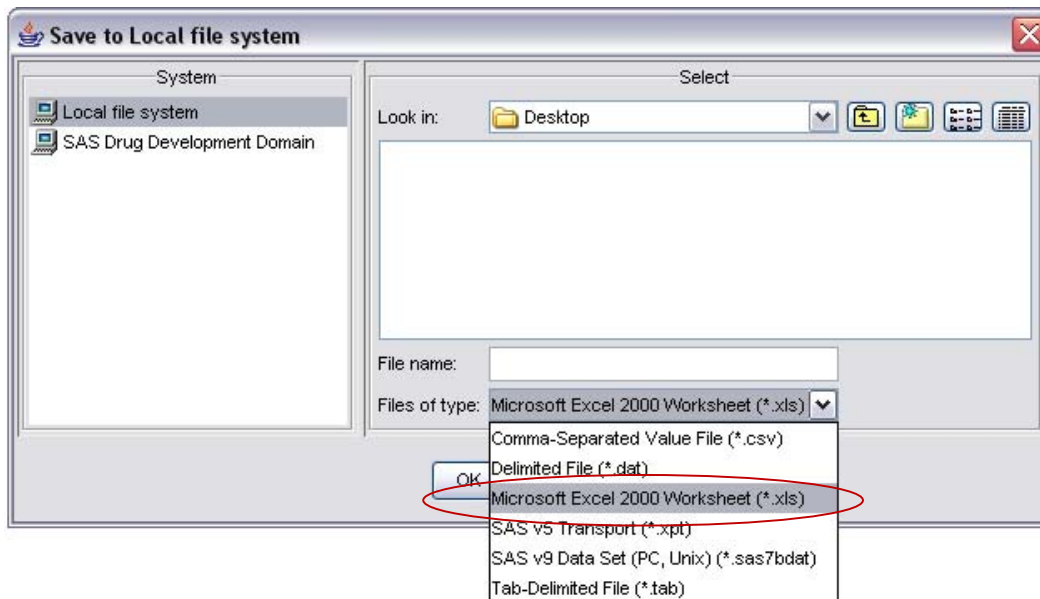 Save to Local file system
System
Local file system
SAS Drug Development Domain
Select
Look in:
Desktop
File name:
Files of type:
Microsoft Excel 2000 Worksheet (*.xls)
OK
Comma-Separated Value File (*.csv)
Delimited File (*.dat)
Microsoft Excel 2000 Worksheet (*.xls)
SAS v5 Transport (*.xpt)
SAS v9 Data Set (PC, Unix) (*.sas7bdat)
Tab-Delimited File (*.tab)